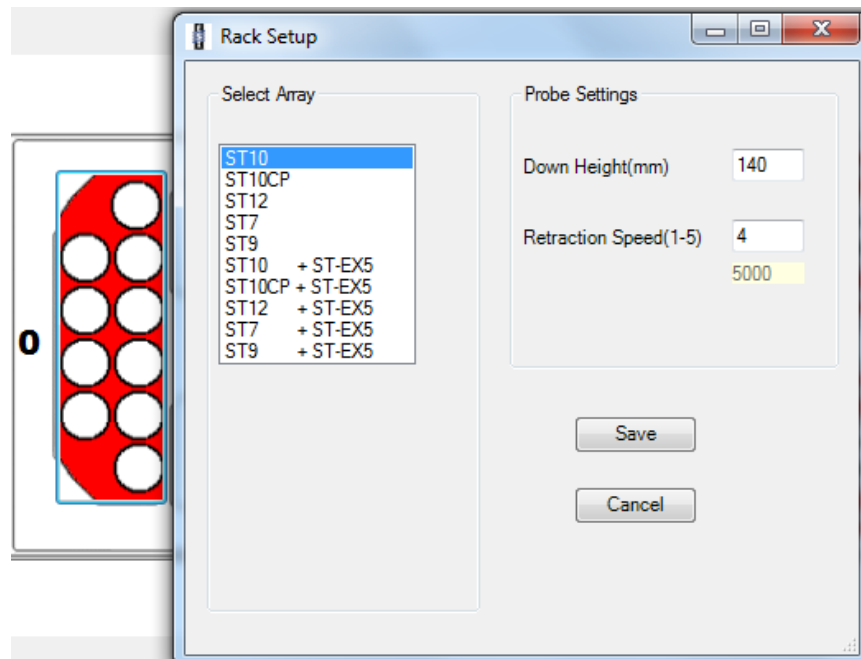 Rack Setup
Select Array
ST10
ST10CP
ST12
ST7
ST9
ST10 + ST-EX5
ST10CP + ST-EX5
ST12 + ST-EX5
ST7 + ST-EX5
ST9 + ST-EX5
Probe Settings
Down Height(mm) 140
Retraction Speed(1-5) 4
5000
Save
Cancel
0